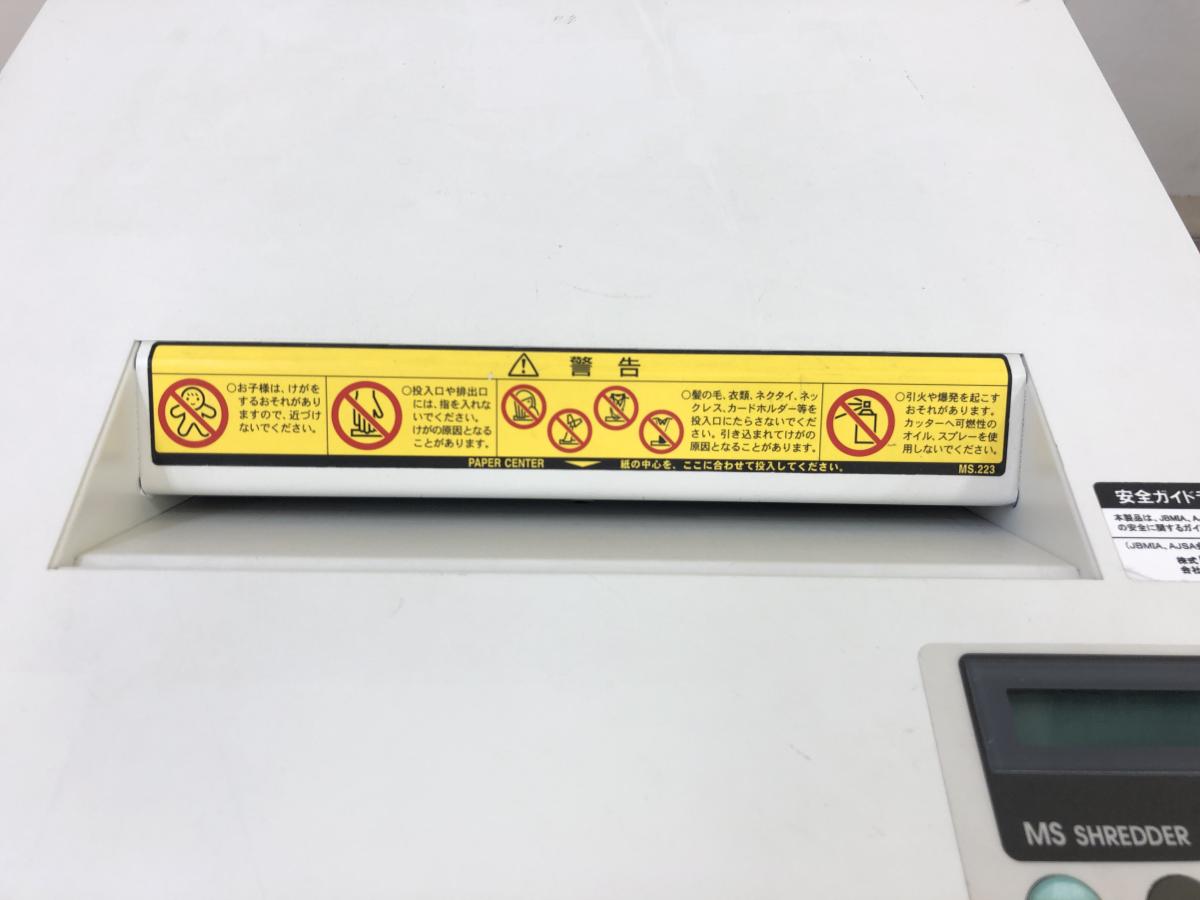 警告
○お子様は、けがを
するおそれがあり
ますので、近づけ
ないでください。
○投入口や排出口
には、指を入れな
いでください。
けがの原因となる
ことがあります。
○髪の毛、衣類、ネクタイ、ネッ
クレス、カードホルダー等を
投入口にたらさないでくだ
さい。引き込まれてけがの
原因となることがあります。
○引火や爆発を起こす
おそれがあります。
カッターへ可燃性の
オイル、スプレーを使
用しないでください。
PAPER CENTER 紙の中心を、ここに合わせて投入してください。 MS.223
安全ガイド
本製品は、JBMIA、A
の安全に関するガイ
(JBMIA、AJSA
株式
会社
MS SHREDDER